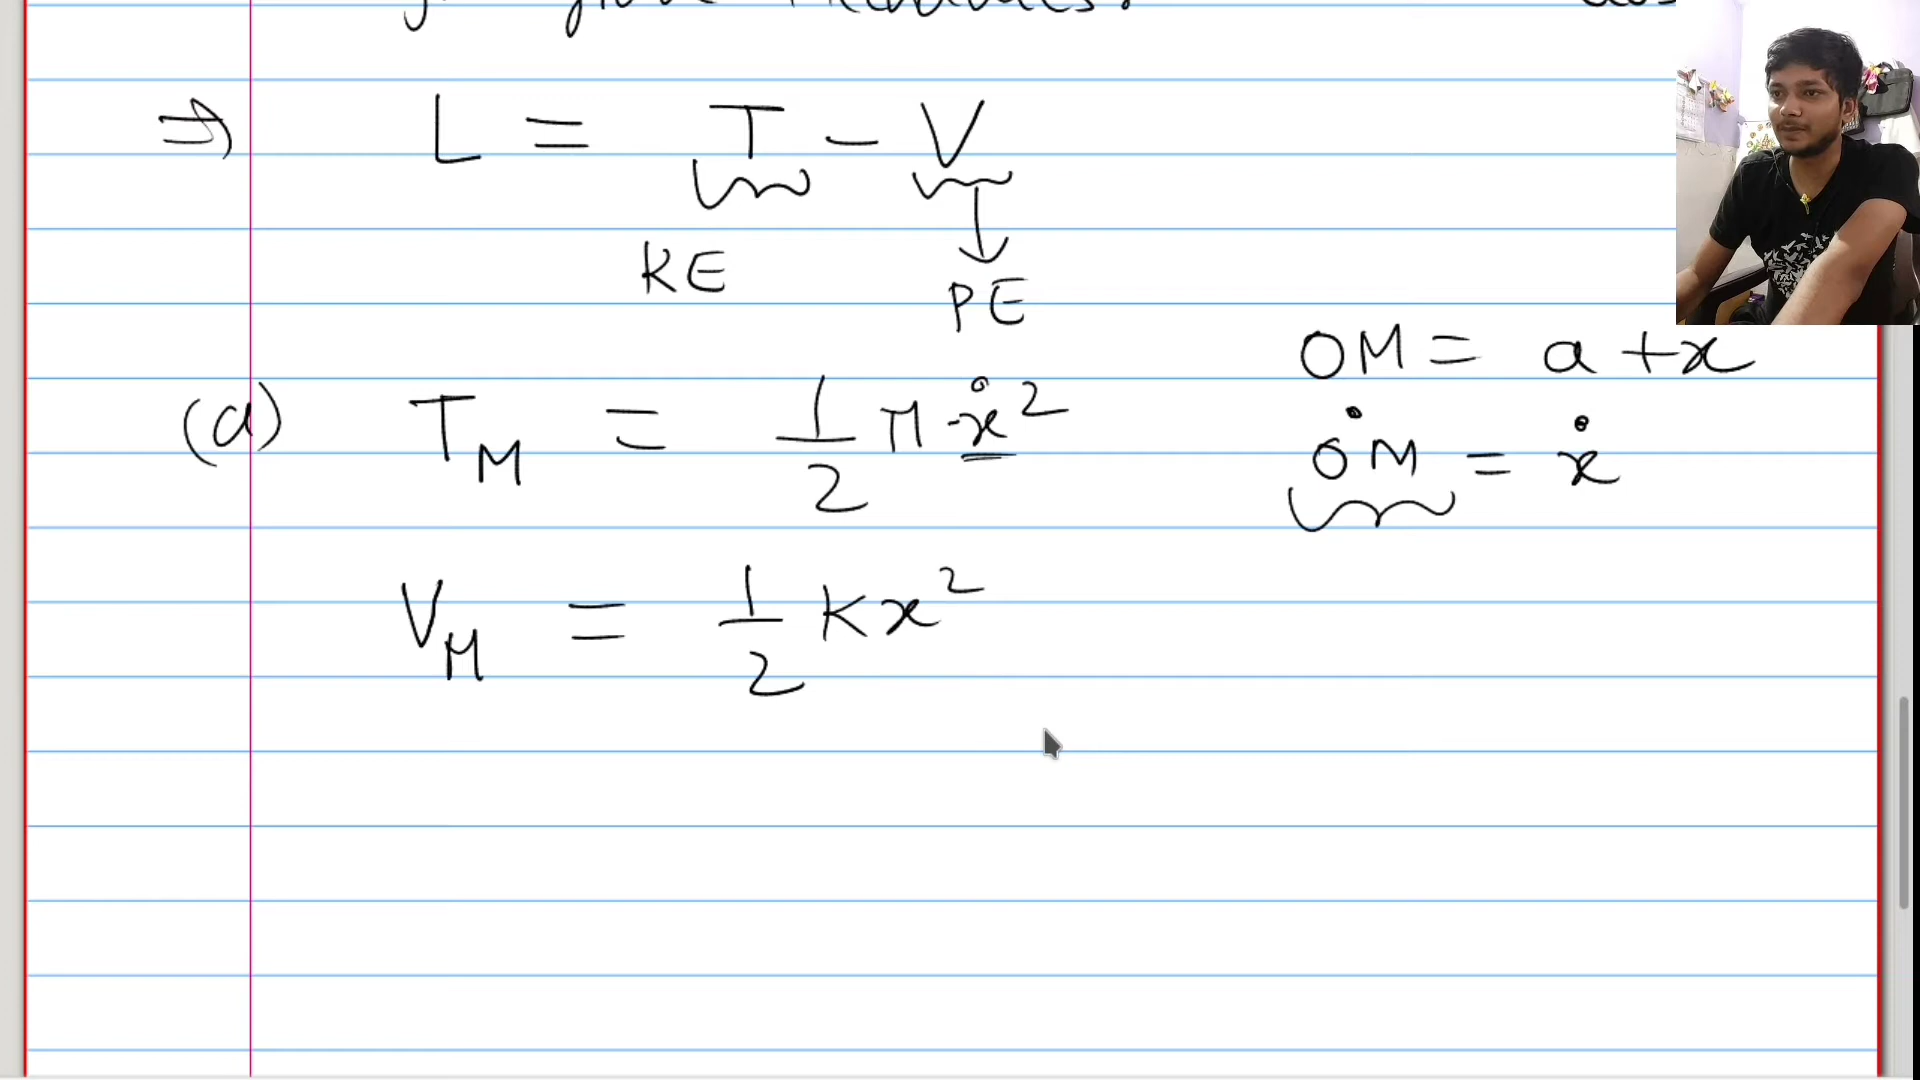 ⇒ L = T - V
KE
PE
OM = a + x
(a) T_M = 1/2 M ẋ²
ȮM = ẋ
V_M = 1/2 K x²